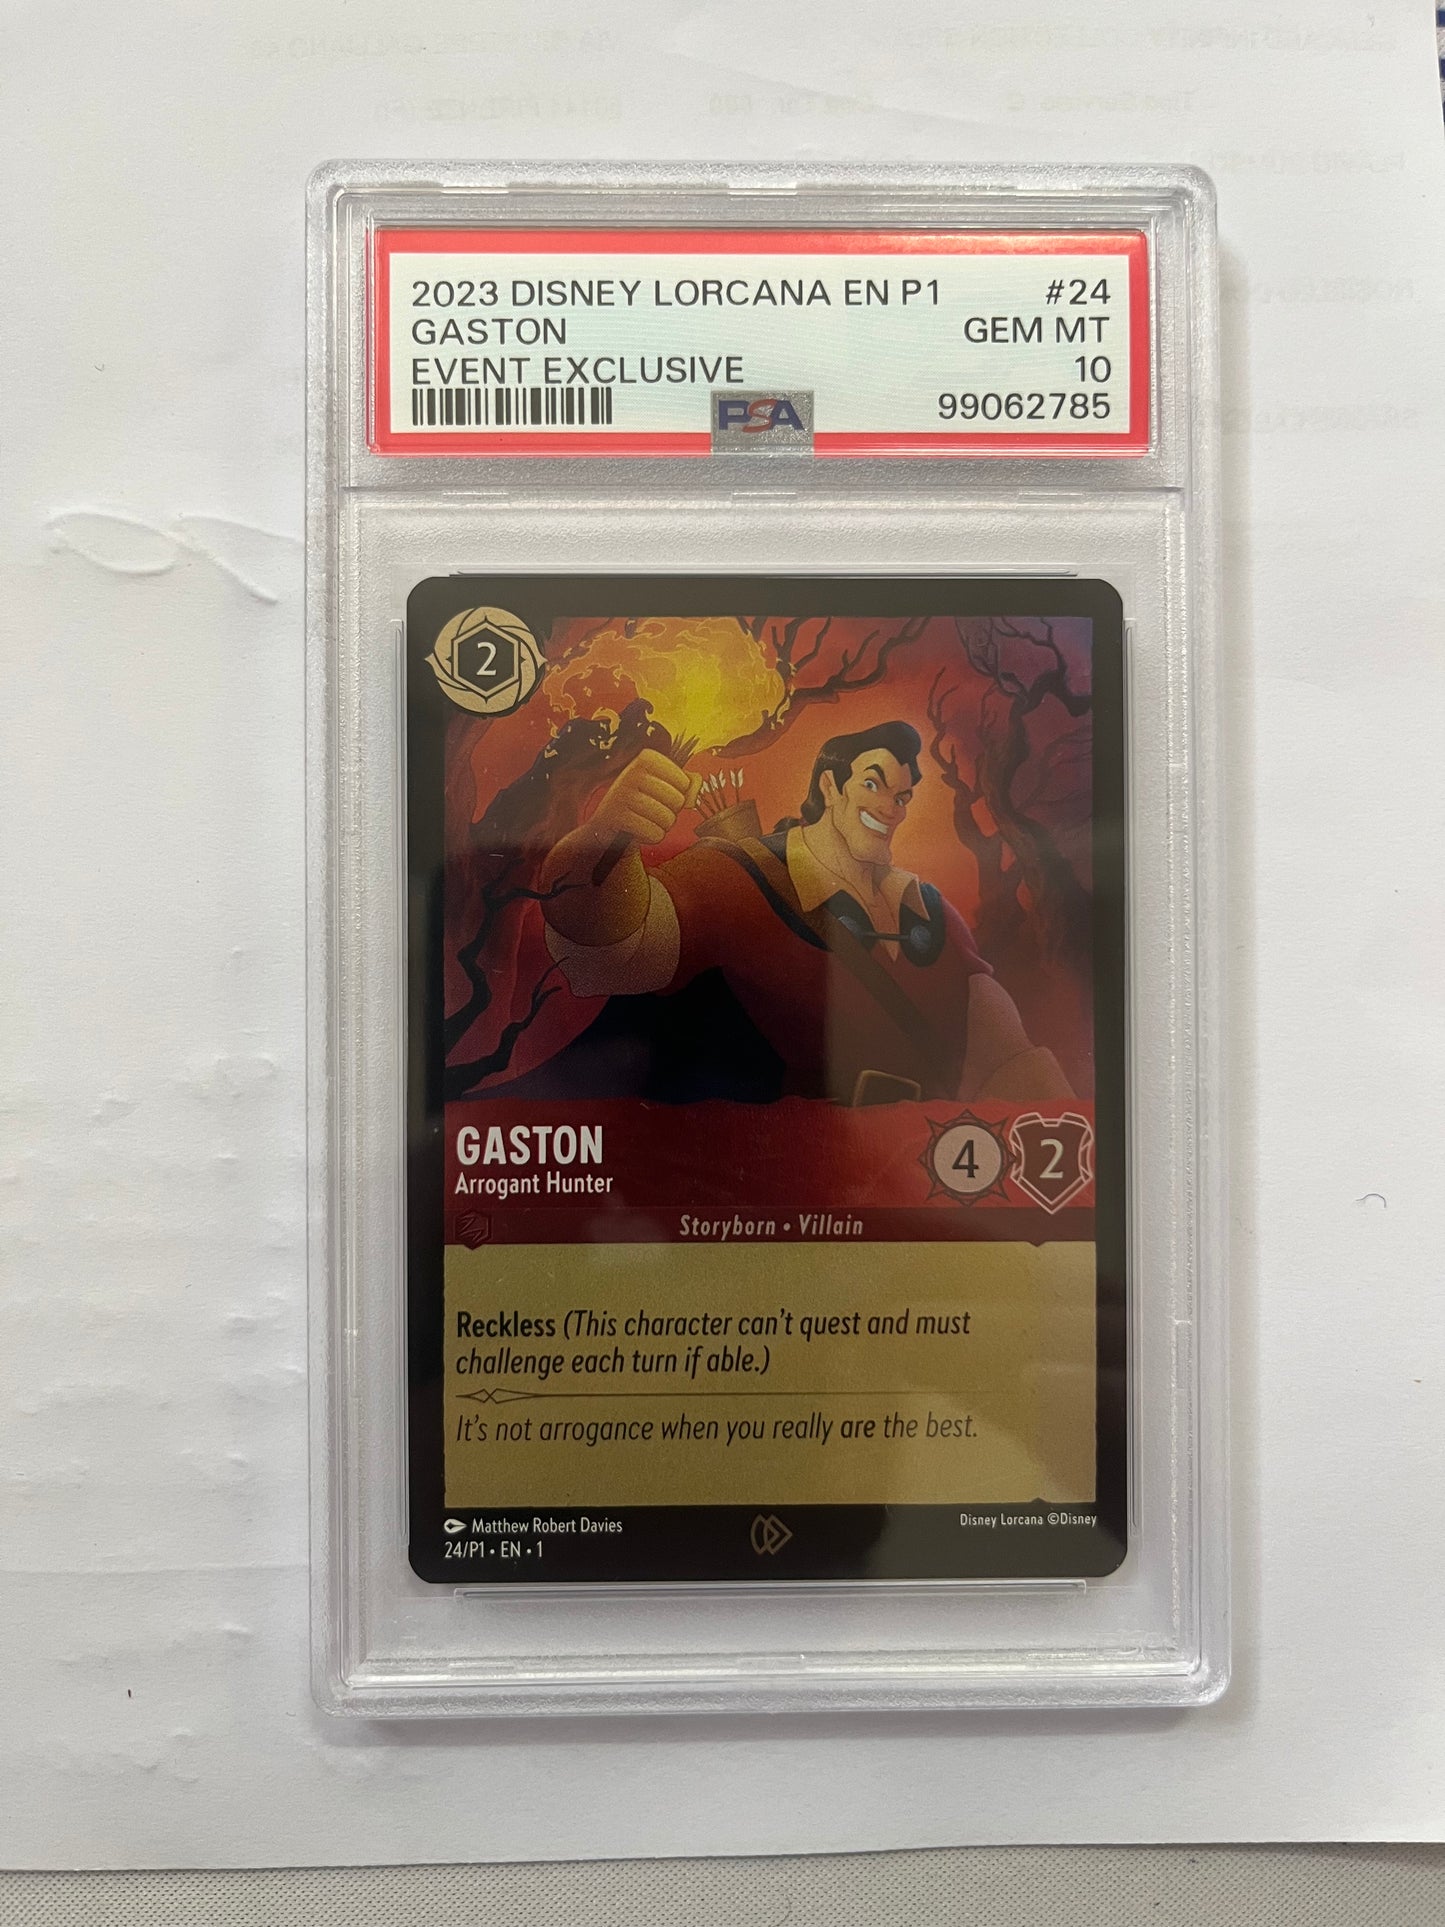 2023 DISNEY LORCANA EN P1 #24
GASTON GEM MT
EVENT EXCLUSIVE 10
PSA 99062785
2
GASTON 4 2
Arrogant Hunter
Storyborn • Villain
Reckless (This character can't quest and must
challenge each turn if able.)
It's not arrogance when you really are the best.
Matthew Robert Davies Disney Lorcana ©Disney
24/P1 • EN • 1